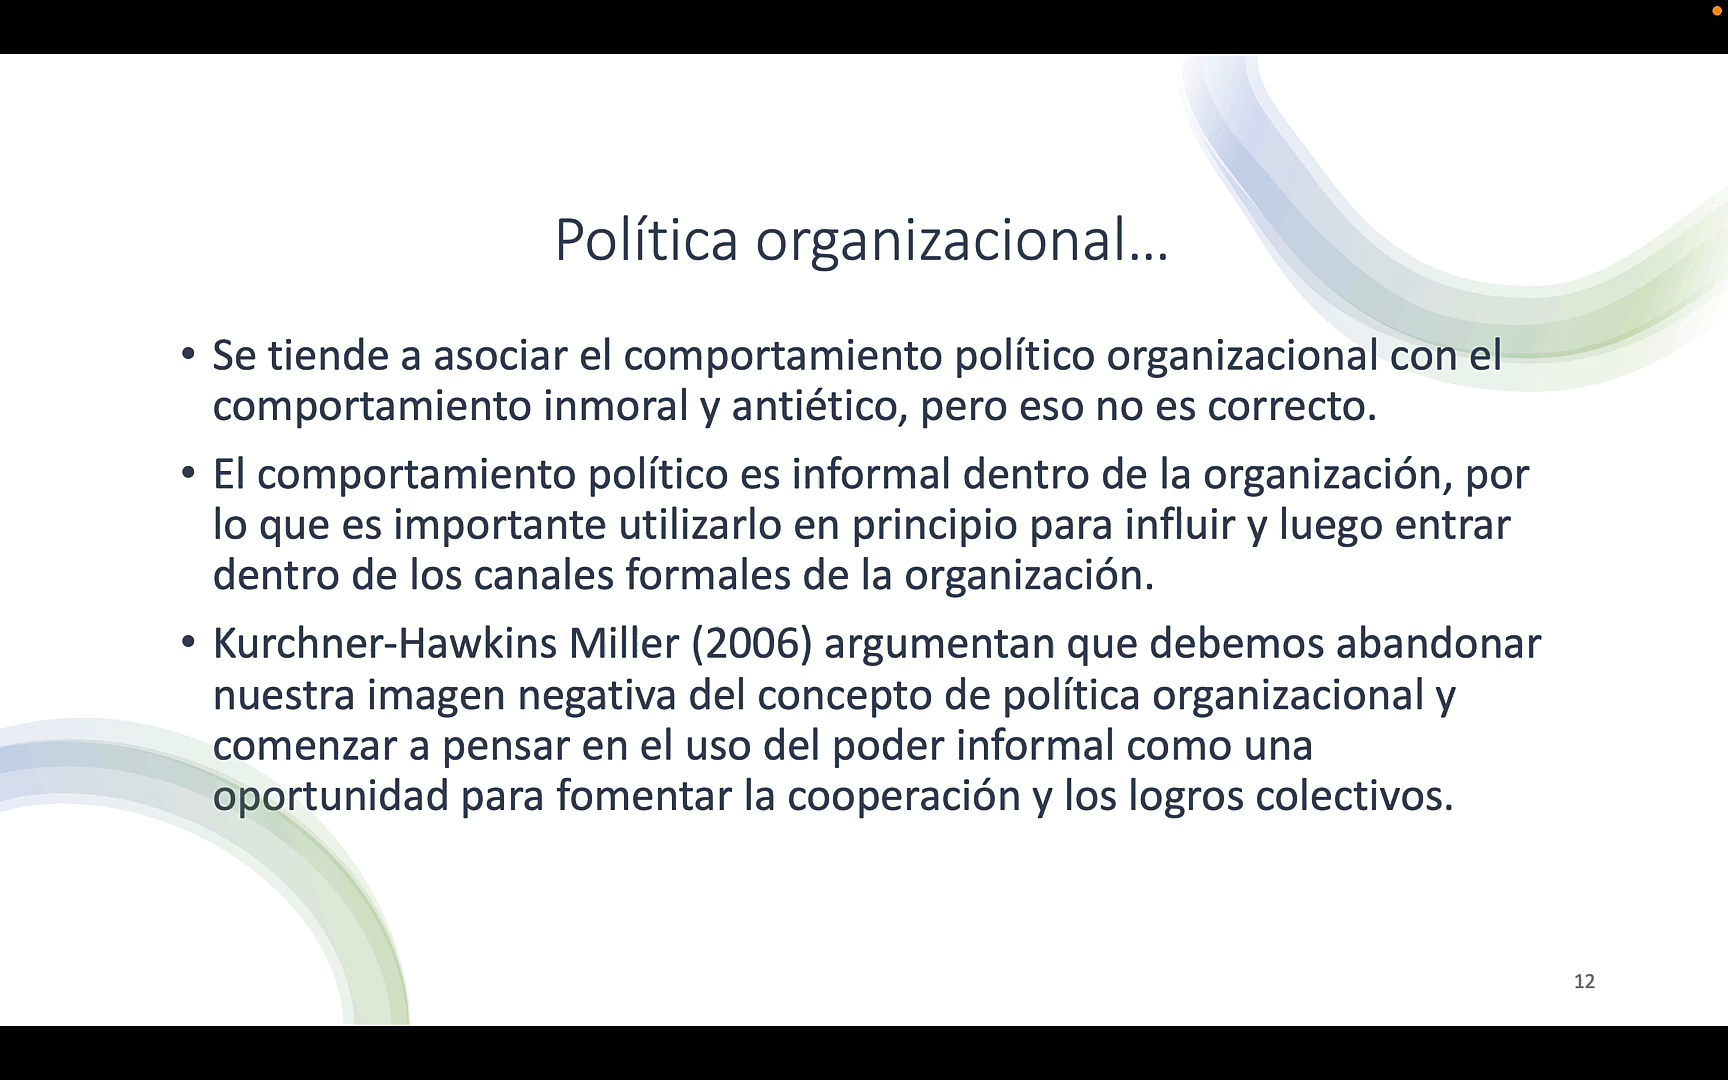 Política organizacional...
• Se tiende a asociar el comportamiento político organizacional con el
comportamiento inmoral y antiético, pero eso no es correcto.
• El comportamiento político es informal dentro de la organización, por
lo que es importante utilizarlo en principio para influir y luego entrar
dentro de los canales formales de la organización.
• Kurchner-Hawkins Miller (2006) argumentan que debemos abandonar
nuestra imagen negativa del concepto de política organizacional y
comenzar a pensar en el uso del poder informal como una
oportunidad para fomentar la cooperación y los logros colectivos.
12